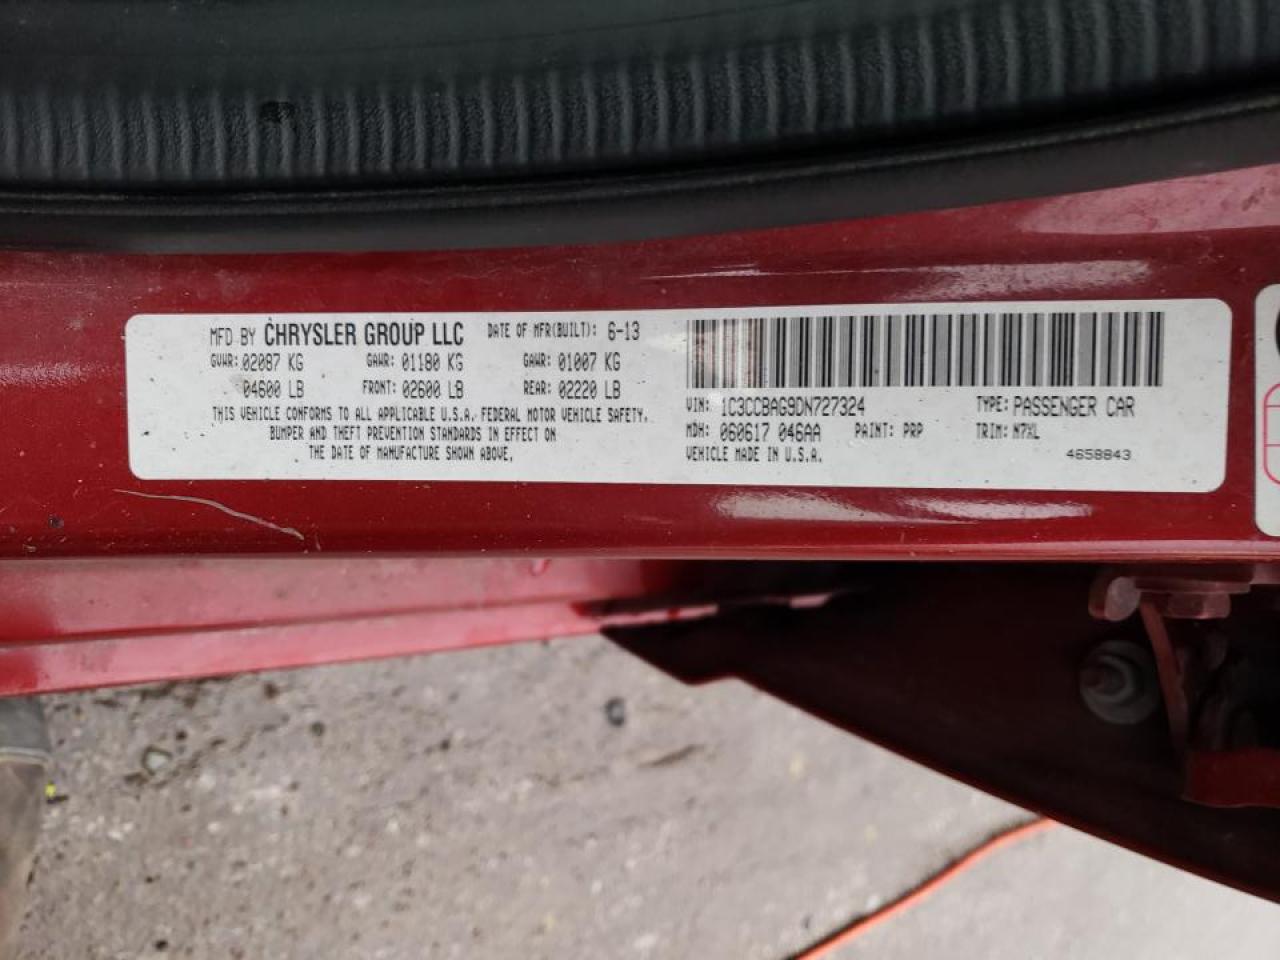 MFD BY CHRYSLER GROUP LLC DATE OF MFR(BUILT): 6-13
GVWR: 02087 KG GAWR: 01180 KG GAWR: 01007 KG
04600 LB FRONT: 02600 LB REAR: 02220 LB
THIS VEHICLE CONFORMS TO ALL APPLICABLE U.S.A. FEDERAL MOTOR VEHICLE SAFETY,
BUMPER AND THEFT PREVENTION STANDARDS IN EFFECT ON
THE DATE OF MANUFACTURE SHOWN ABOVE.
VIN: 1C3CCBAG9DN727324 TYPE: PASSENGER CAR
MDH: 060617 046AA PAINT: PRP TRIM: N7XL
VEHICLE MADE IN U.S.A. 4658843